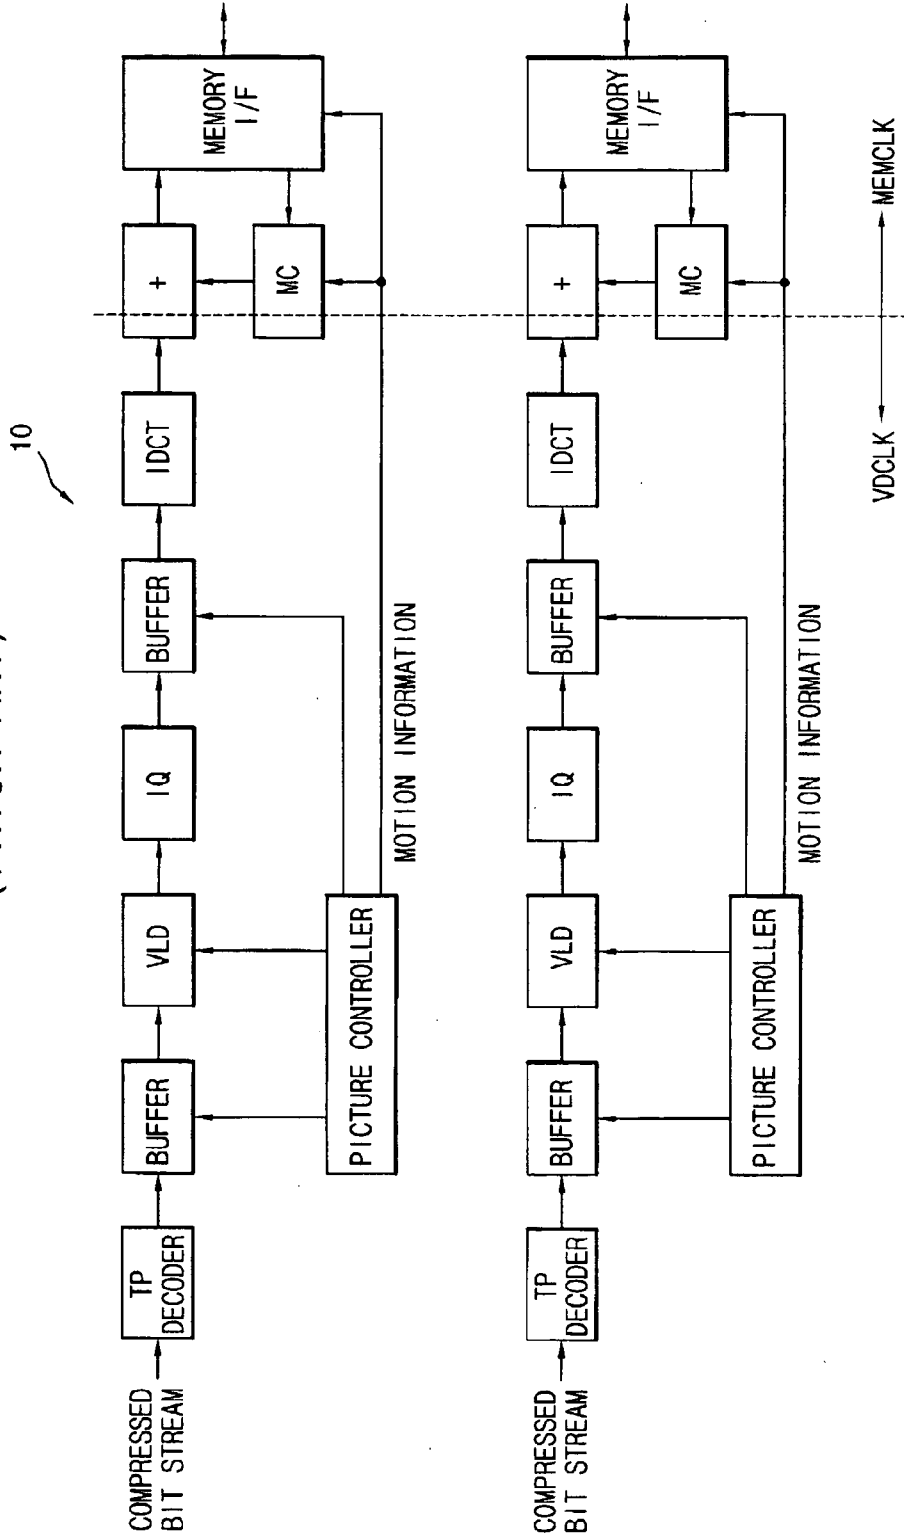 10
COMPRESSED
BIT STREAM
TP
DECODER
BUFFER
VLD
IQ
BUFFER
IDCT
+
MEMORY
I/F
MC
PICTURE CONTROLLER
MOTION INFORMATION
COMPRESSED
BIT STREAM
TP
DECODER
BUFFER
VLD
IQ
BUFFER
IDCT
+
MEMORY
I/F
MC
PICTURE CONTROLLER
MOTION INFORMATION
VDCLK
MEMCLK